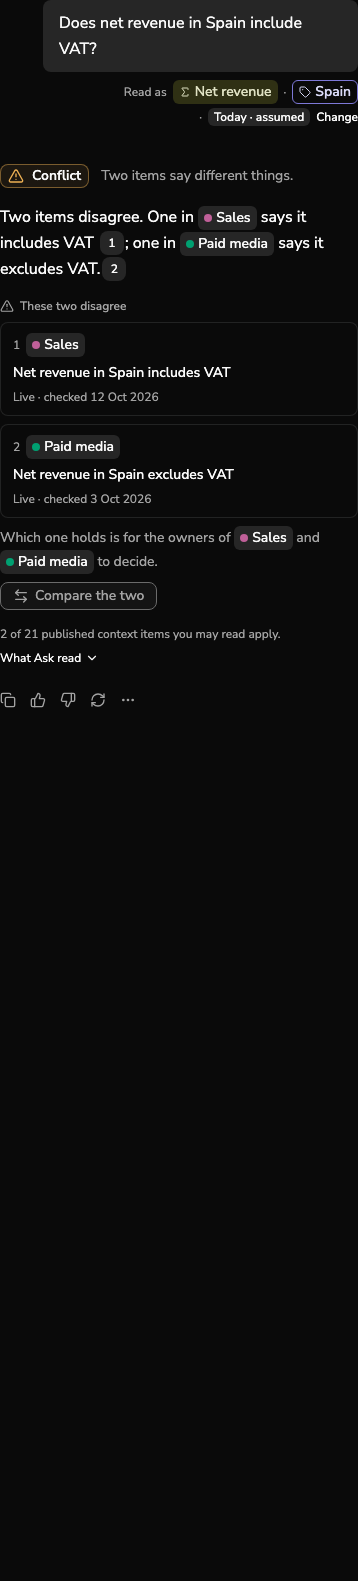 Does net revenue in Spain include
VAT?
Read as Net revenue · Spain
· Today · assumed Change
Conflict Two items say different things.
Two items disagree. One in Sales says it
includes VAT 1 ; one in Paid media says it
excludes VAT. 2
These two disagree
1 Sales
Net revenue in Spain includes VAT
Live · checked 12 Oct 2026
2 Paid media
Net revenue in Spain excludes VAT
Live · checked 3 Oct 2026
Which one holds is for the owners of Sales and
Paid media to decide.
Compare the two
2 of 21 published context items you may read apply.
What Ask read